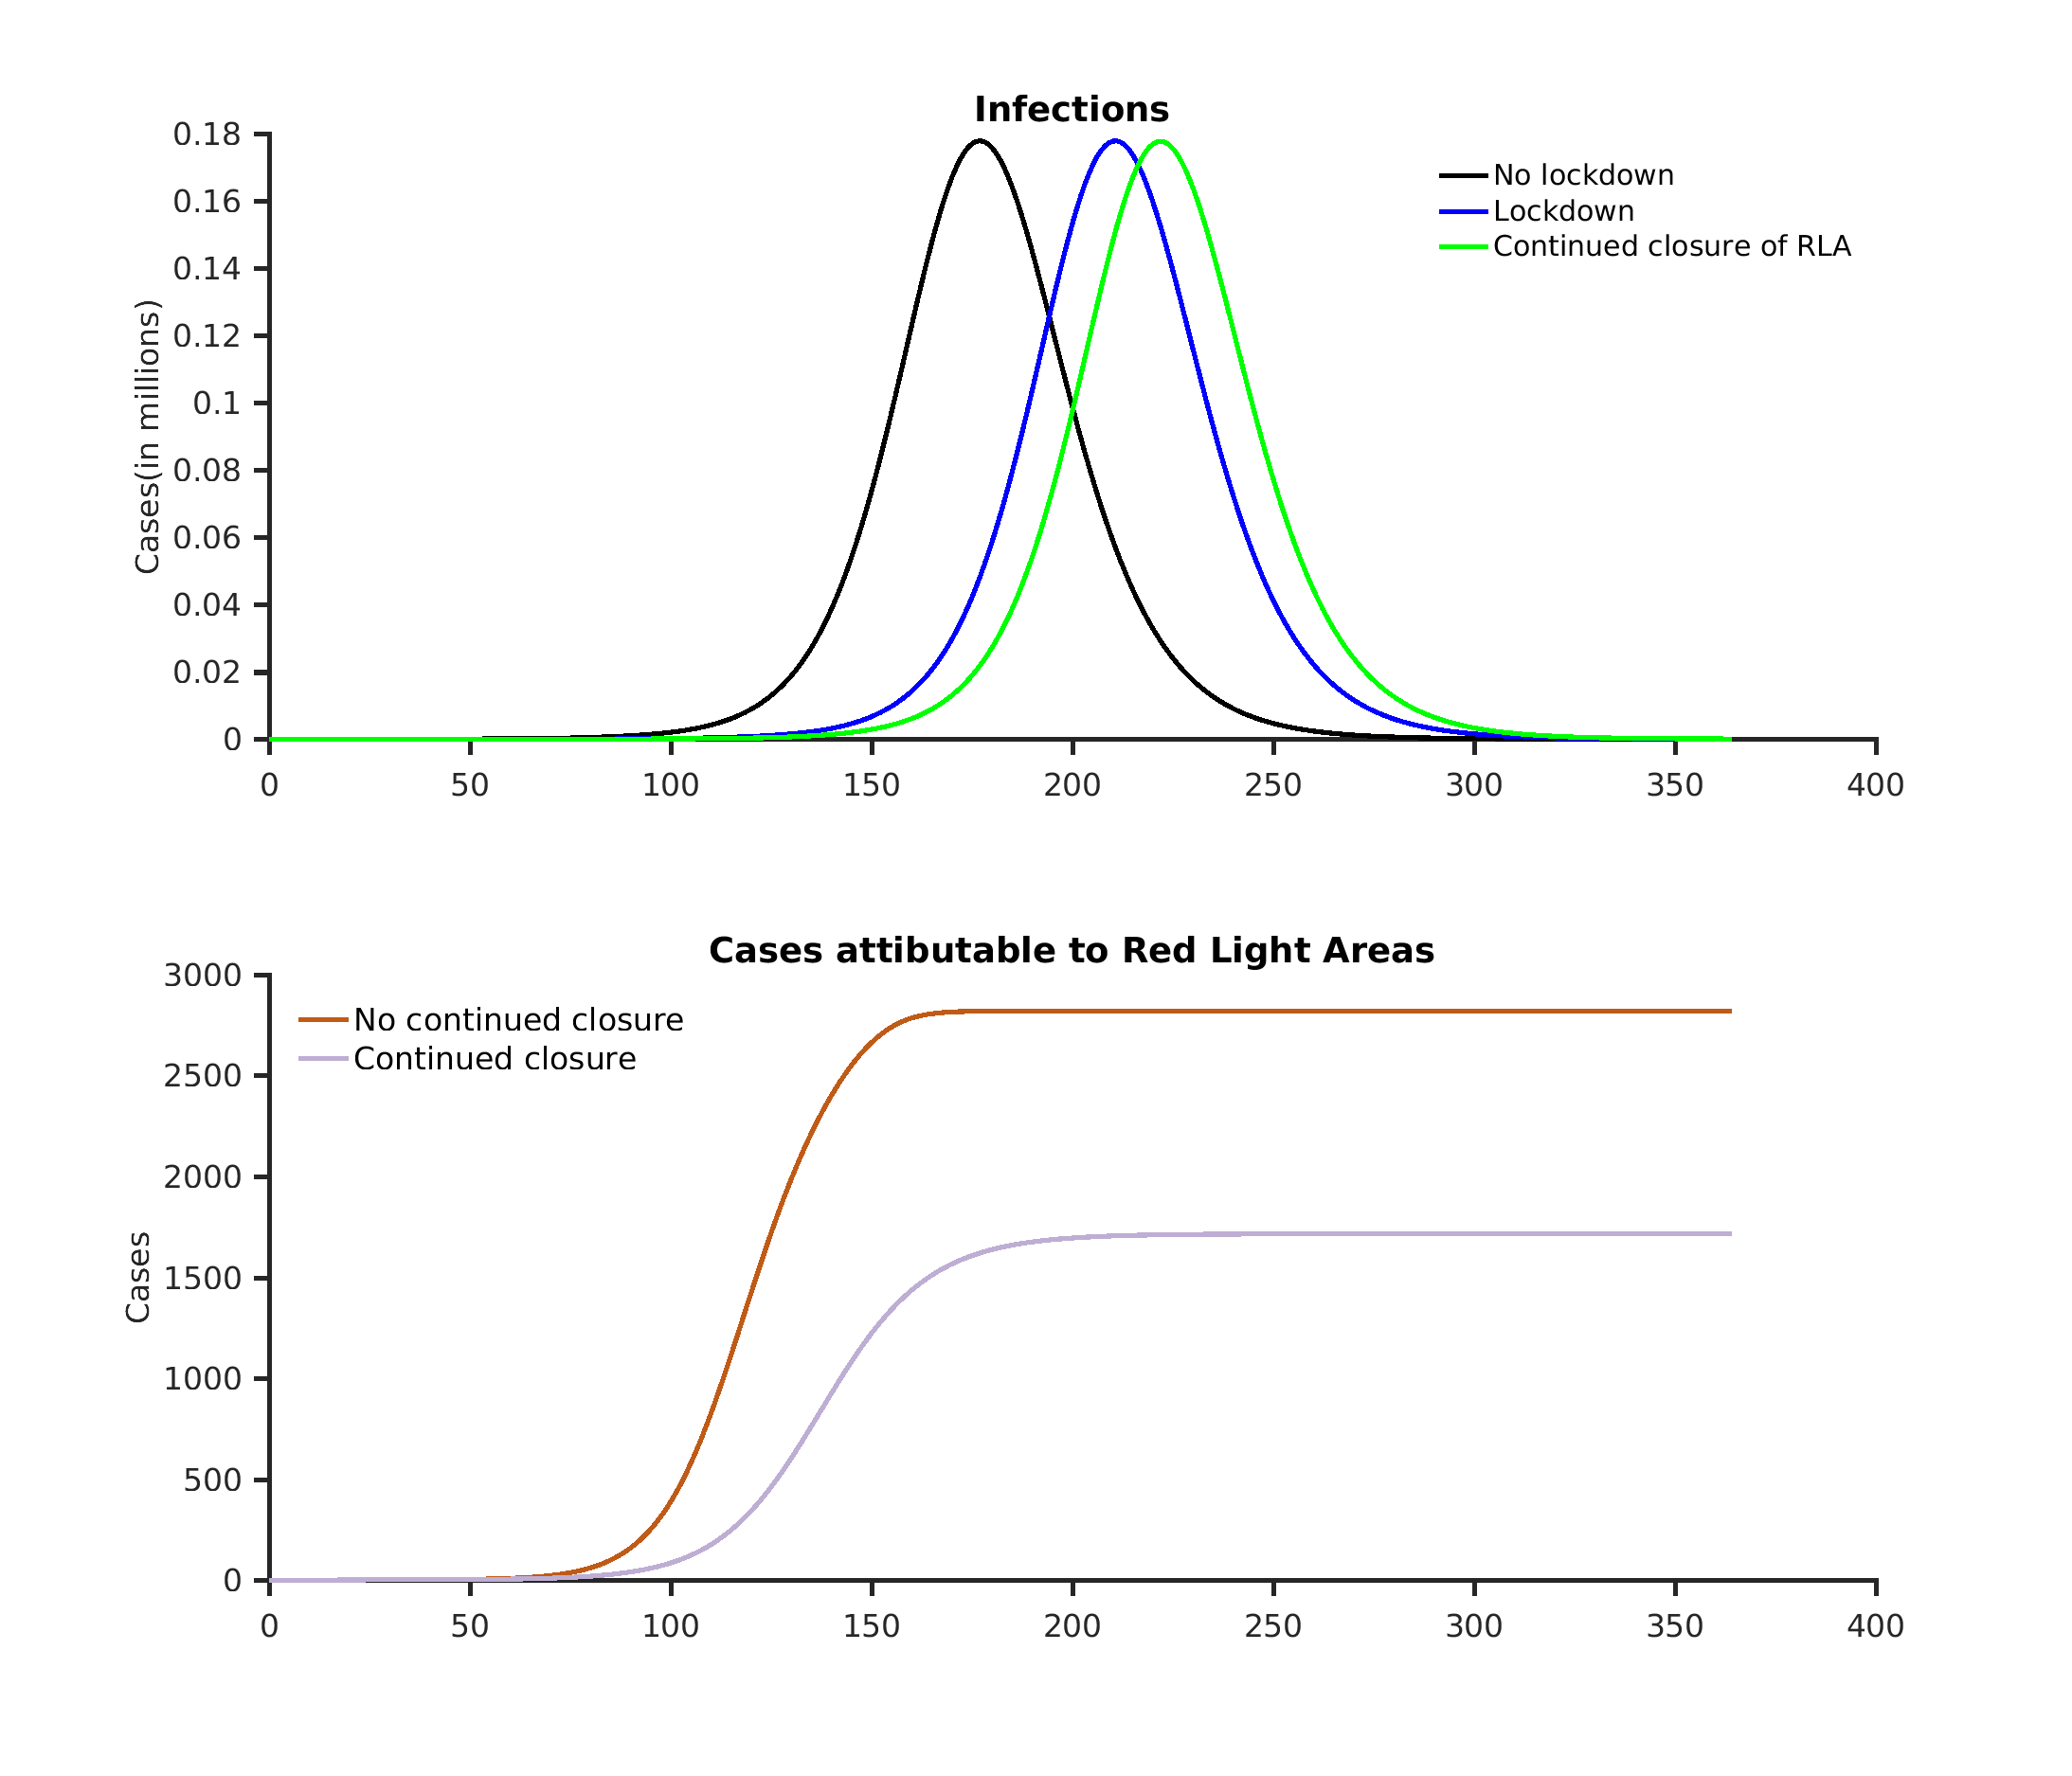 Infections
0.18
0.16
0.14
0.12
0.1
0.08
0.06
0.04
0.02
0
Cases(in millions)
No lockdown
Lockdown
Continued closure of RLA
0 50 100 150 200 250 300 350 400
Cases attibutable to Red Light Areas
3000
2500
2000
1500
1000
500
0
Cases
No continued closure
Continued closure
0 50 100 150 200 250 300 350 400